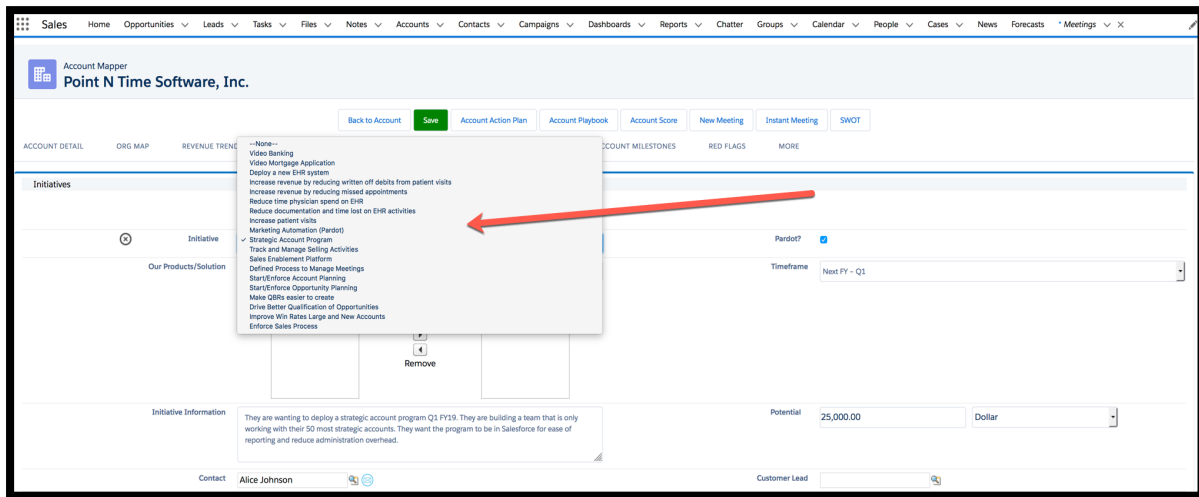 Sales Home Opportunities Leads Tasks Files Notes Accounts Contacts Campaigns Dashboards Reports Chatter Groups Calendar People Cases News Forecasts * Meetings
Account Mapper
Point N Time Software, Inc.
Back to Account Save Account Action Plan Account Playbook Account Score New Meeting Instant Meeting SWOT
ACCOUNT DETAIL ORG MAP REVENUE TREN CCOUNT MILESTONES RED FLAGS MORE
Initiatives
--None--
Video Banking
Video Mortgage Application
Deploy a new EHR system
Increase revenue by reducing written off debits from patient visits
Increase revenue by reducing missed appointments
Reduce time physician spend on EHR
Reduce documentation and time lost on EHR activities
Increase patient visits
Marketing Automation (Pardot)
Initiative ✓ Strategic Account Program Pardot?
Track and Manage Selling Activities
Sales Enablement Platform
Our Products/Solution Defined Process to Manage Meetings Timeframe Next FY - Q1
Start/Enforce Account Planning
Start/Enforce Opportunity Planning
Make QBRs easier to create
Drive Better Qualification of Opportunities
Improve Win Rates Large and New Accounts
Enforce Sales Process
Remove
Initiative Information They are wanting to deploy a strategic account program Q1 FY19. They are building a team that is only Potential 25,000.00 Dollar
working with their 50 most strategic accounts. They want the program to be in Salesforce for ease of
reporting and reduce administration overhead.
Contact Alice Johnson Customer Lead